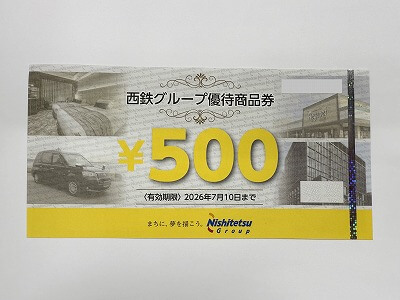 西鉄グループ優待商品券
¥500
〈有効期限〉2026年7月10日まで
まちに、夢を描こう。
Nishitetsu
Group